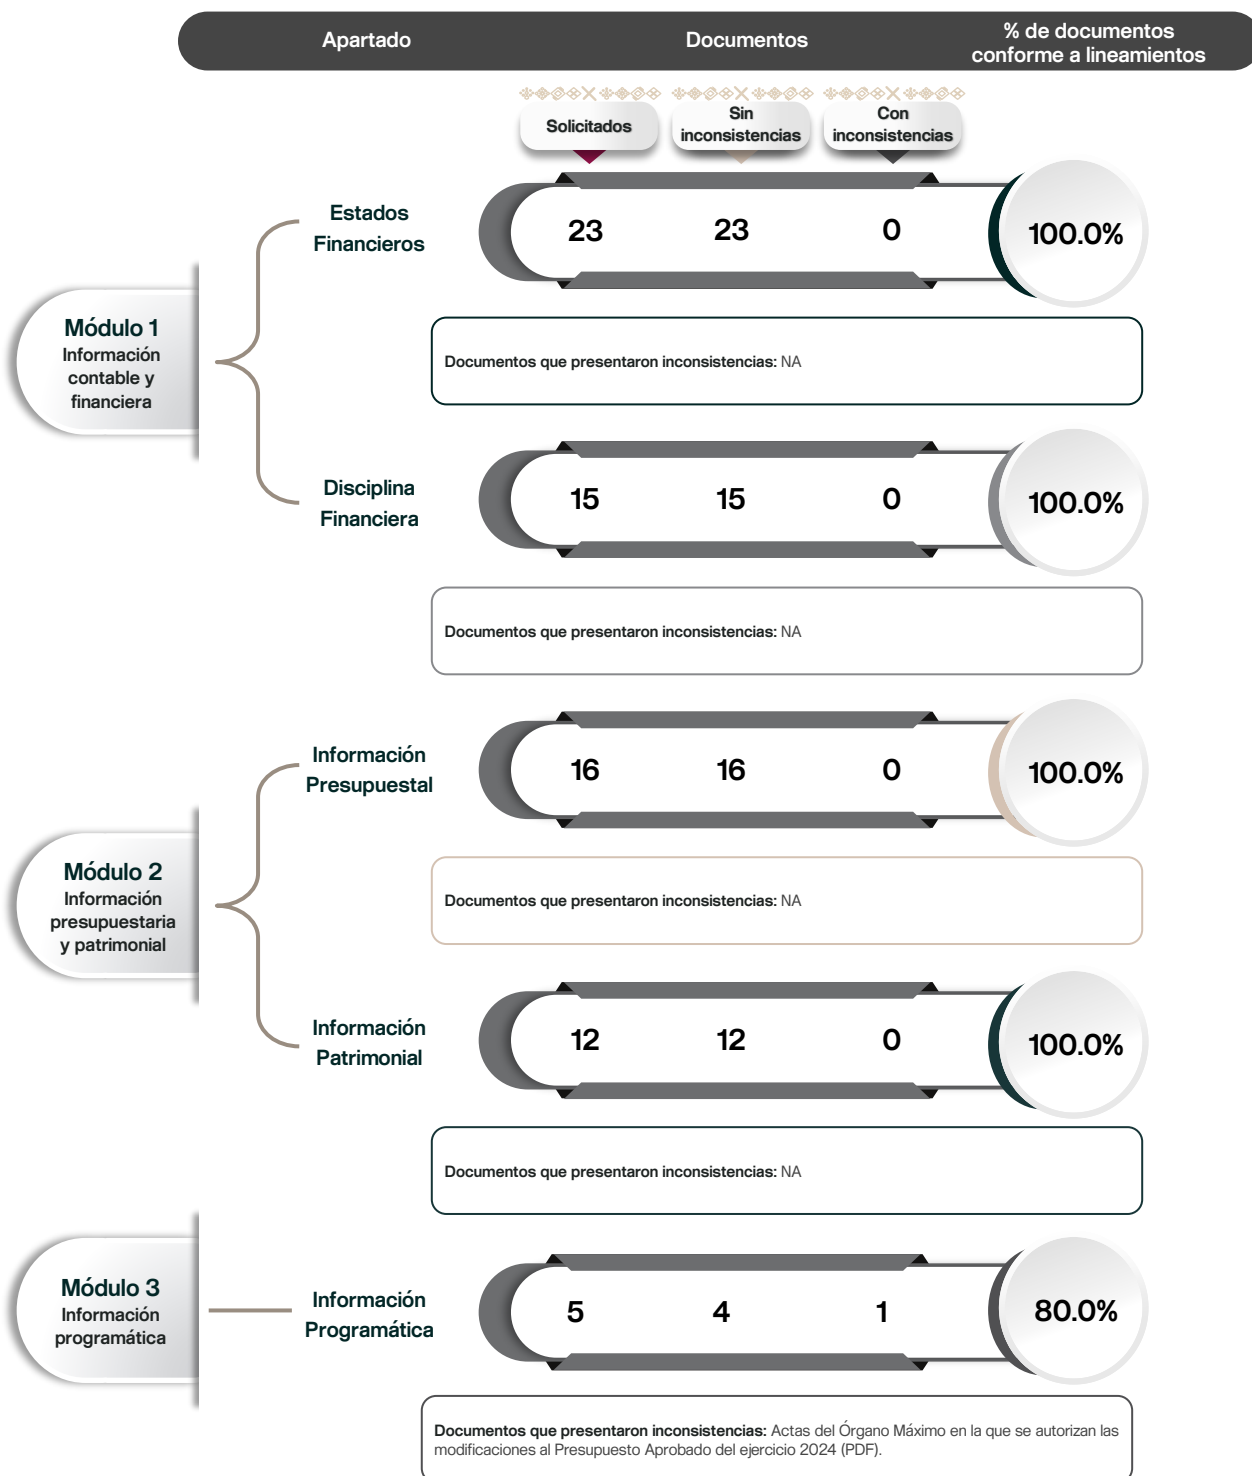 Apartado
Documentos
% de documentos
conforme a lineamientos
Solicitados
Sin
inconsistencias
Con
inconsistencias
Módulo 1
Información
contable y
financiera
Estados
Financieros
23
23
0
100.0%
Documentos que presentaron inconsistencias: NA
Disciplina
Financiera
15
15
0
100.0%
Documentos que presentaron inconsistencias: NA
Módulo 2
Información
presupuestaria
y patrimonial
Información
Presupuestal
16
16
0
100.0%
Documentos que presentaron inconsistencias: NA
Información
Patrimonial
12
12
0
100.0%
Documentos que presentaron inconsistencias: NA
Módulo 3
Información
programática
Información
Programática
5
4
1
80.0%
Documentos que presentaron inconsistencias: Actas del Órgano Máximo en la que se autorizan las
modificaciones al Presupuesto Aprobado del ejercicio 2024 (PDF).